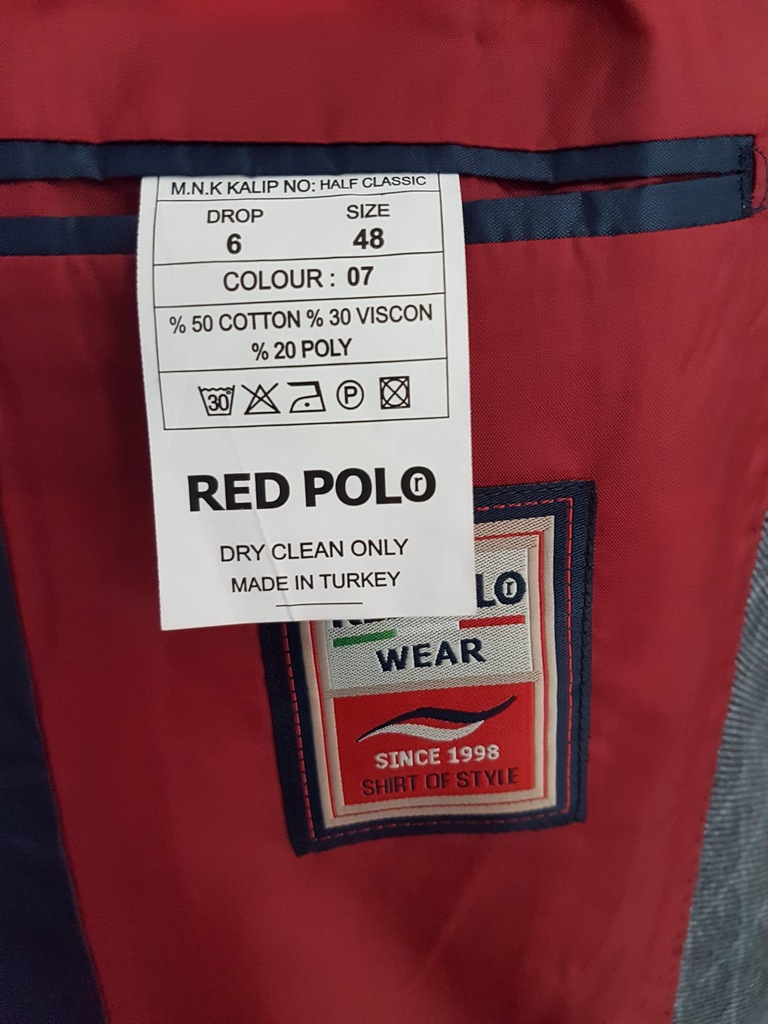 M.N.K KALIP NO: HALF CLASSIC
DROP SIZE
6 48
COLOUR : 07
% 50 COTTON % 30 VISCON
% 20 POLY
30 P
RED POLO
r
DRY CLEAN ONLY
MADE IN TURKEY
LO
r
WEAR
SINCE 1998
SHIRT OF STYLE